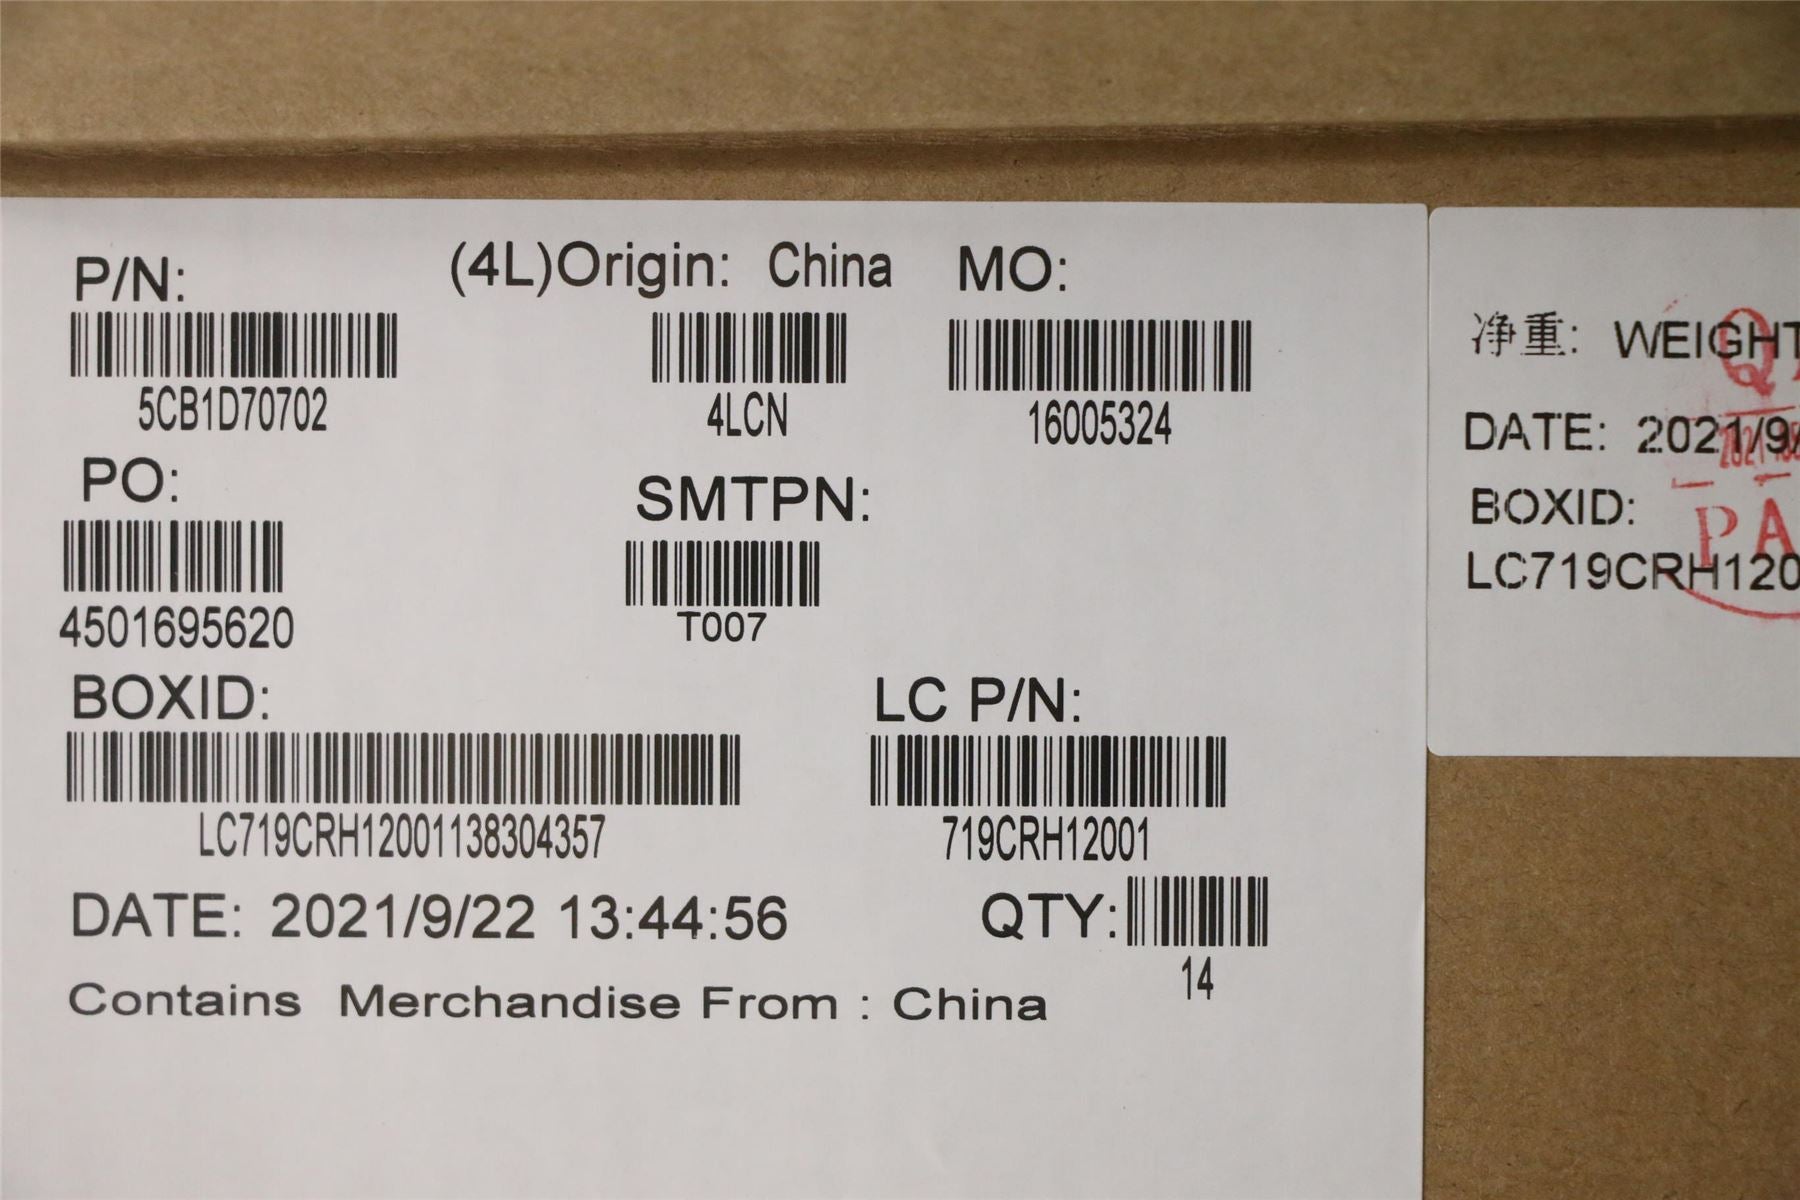 P/N: (4L)Origin: China MO:
5CB1D70702 4LCN 16005324
PO: SMTPN:
4501695620 T007
BOXID: LC P/N:
LC719CRH12001138304357 719CRH12001
DATE: 2021/9/22 13:44:56 QTY:
14
Contains Merchandise From : China
净重: WEIGHT
DATE: 2021/9/
BOXID:
LC719CRH120
Q
PA